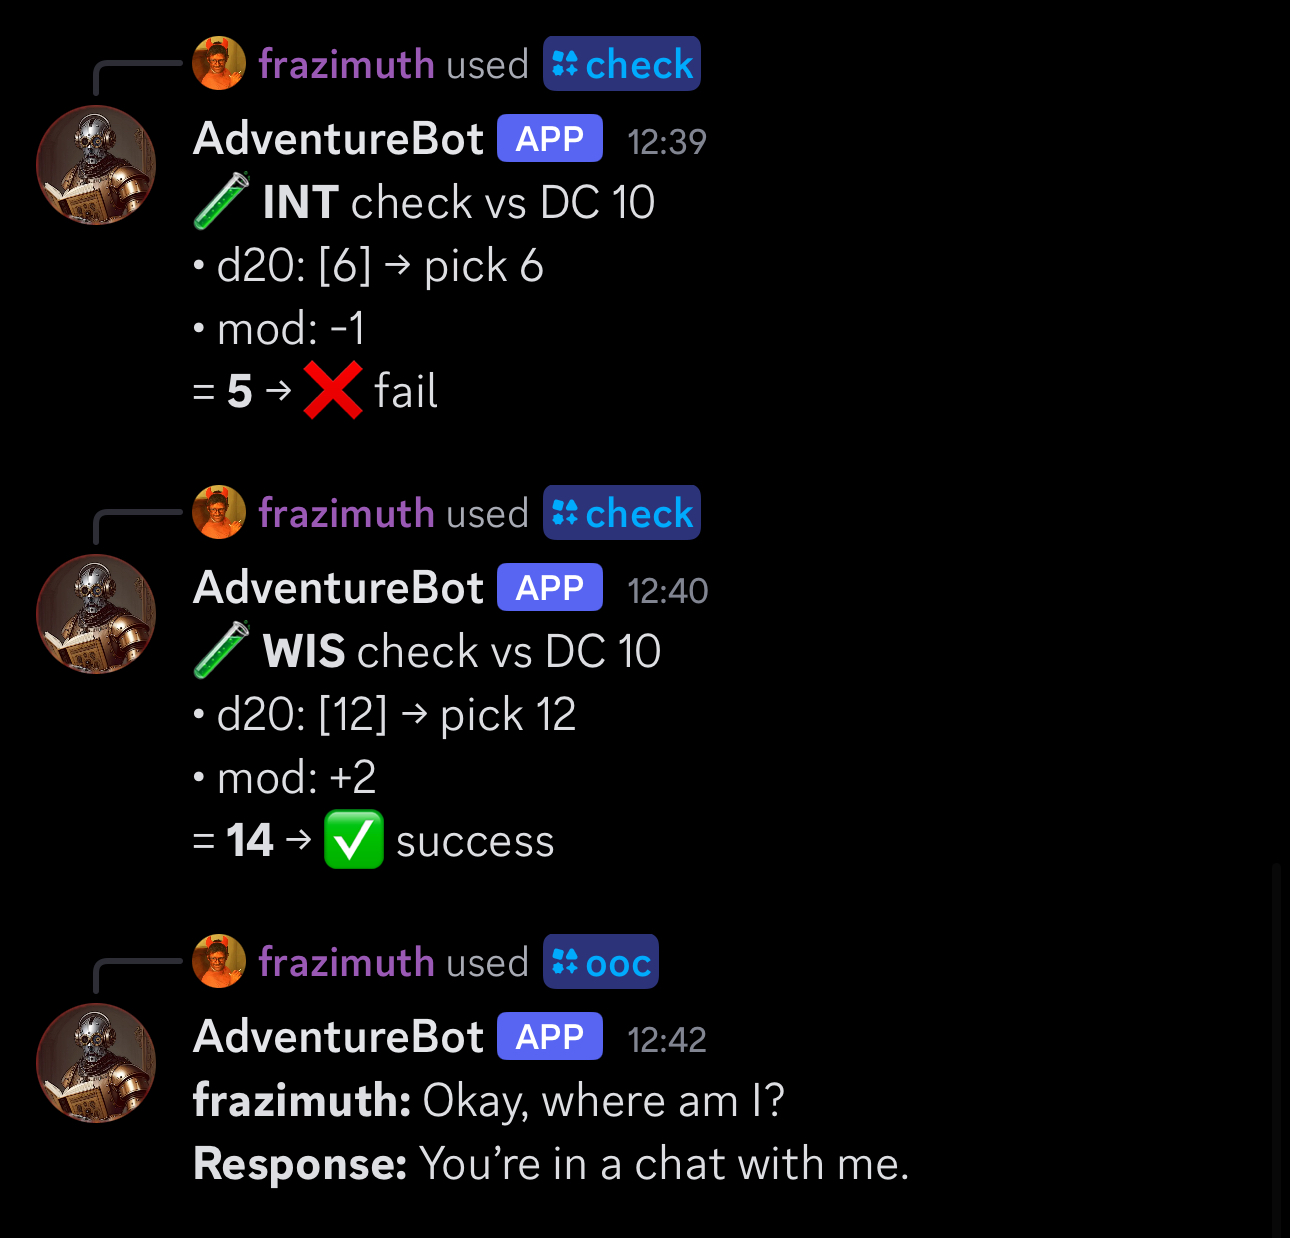 frazimuth used check
AdventureBot APP 12:39
INT check vs DC 10
• d20: [6] → pick 6
• mod: -1
= 5 → ❌ fail
frazimuth used check
AdventureBot APP 12:40
WIS check vs DC 10
• d20: [12] → pick 12
• mod: +2
= 14 → ✅ success
frazimuth used ooc
AdventureBot APP 12:42
frazimuth: Okay, where am I?
Response: You’re in a chat with me.